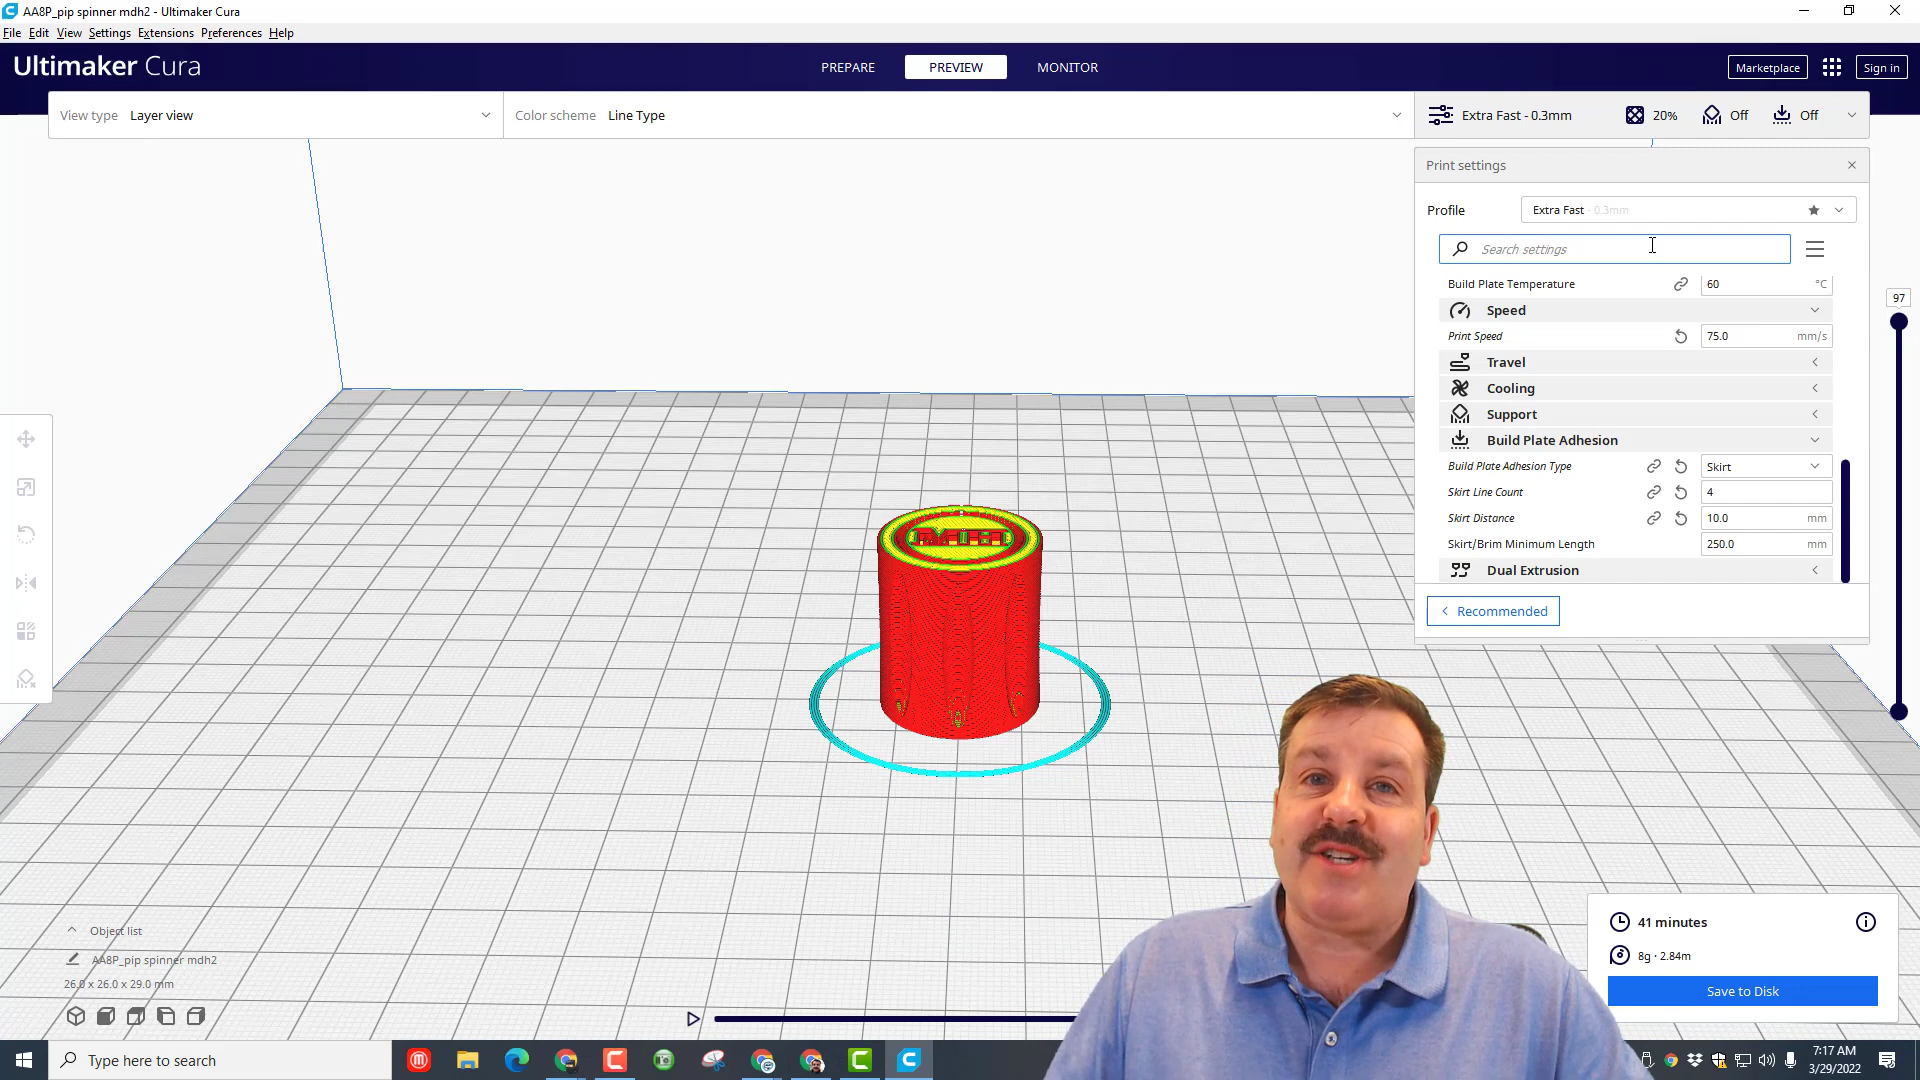 AA8P_pip spinner mdh2 - Ultimaker Cura
File Edit View Settings Extensions Preferences Help
Ultimaker Cura
PREPARE PREVIEW MONITOR
Marketplace Sign in
View type Layer view
Color scheme Line Type
Extra Fast - 0.3mm 20% Off Off
Print settings
Profile Extra Fast - 0.3mm
Search settings
Build Plate Temperature 60 °C
Speed
Print Speed 75.0 mm/s
Travel
Cooling
Support
Build Plate Adhesion
Build Plate Adhesion Type Skirt
Skirt Line Count 4
Skirt Distance 10.0 mm
Skirt/Brim Minimum Length 250.0 mm
Dual Extrusion
Recommended
97
Object list
AA8P_pip spinner mdh2
26.0 x 26.0 x 29.0 mm
41 minutes
8g · 2.84m
Save to Disk
Type here to search
7:17 AM
3/29/2022